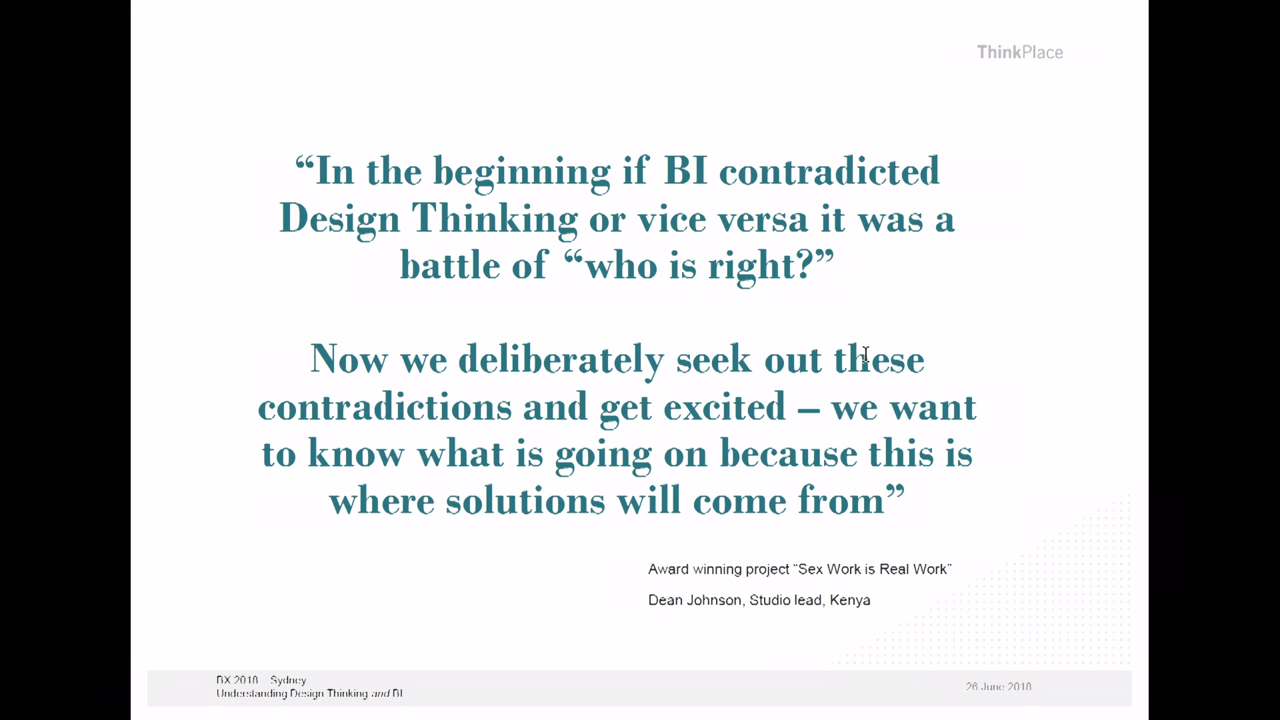 ThinkPlace
“In the beginning if BI contradicted
Design Thinking or vice versa it was a
battle of “who is right?”
Now we deliberately seek out these
contradictions and get excited – we want
to know what is going on because this is
where solutions will come from”
Award winning project “Sex Work is Real Work”
Dean Johnson, Studio lead, Kenya
BX 2018 Sydney
Understanding Design Thinking and BI
26 June 2018